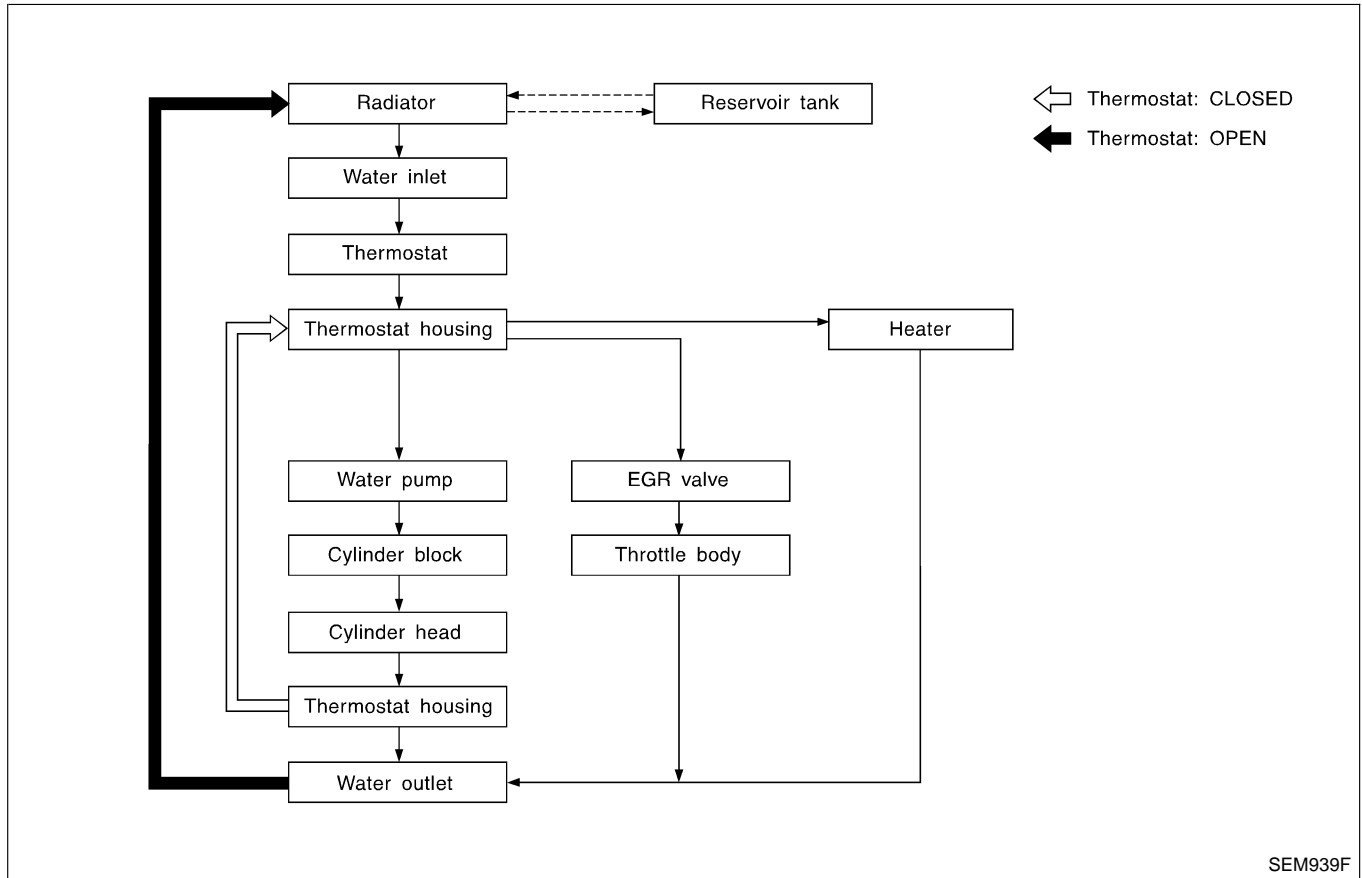 Radiator
Reservoir tank
Thermostat: CLOSED
Thermostat: OPEN
Water inlet
Thermostat
Thermostat housing
Heater
Water pump
EGR valve
Cylinder block
Throttle body
Cylinder head
Thermostat housing
Water outlet
SEM939F